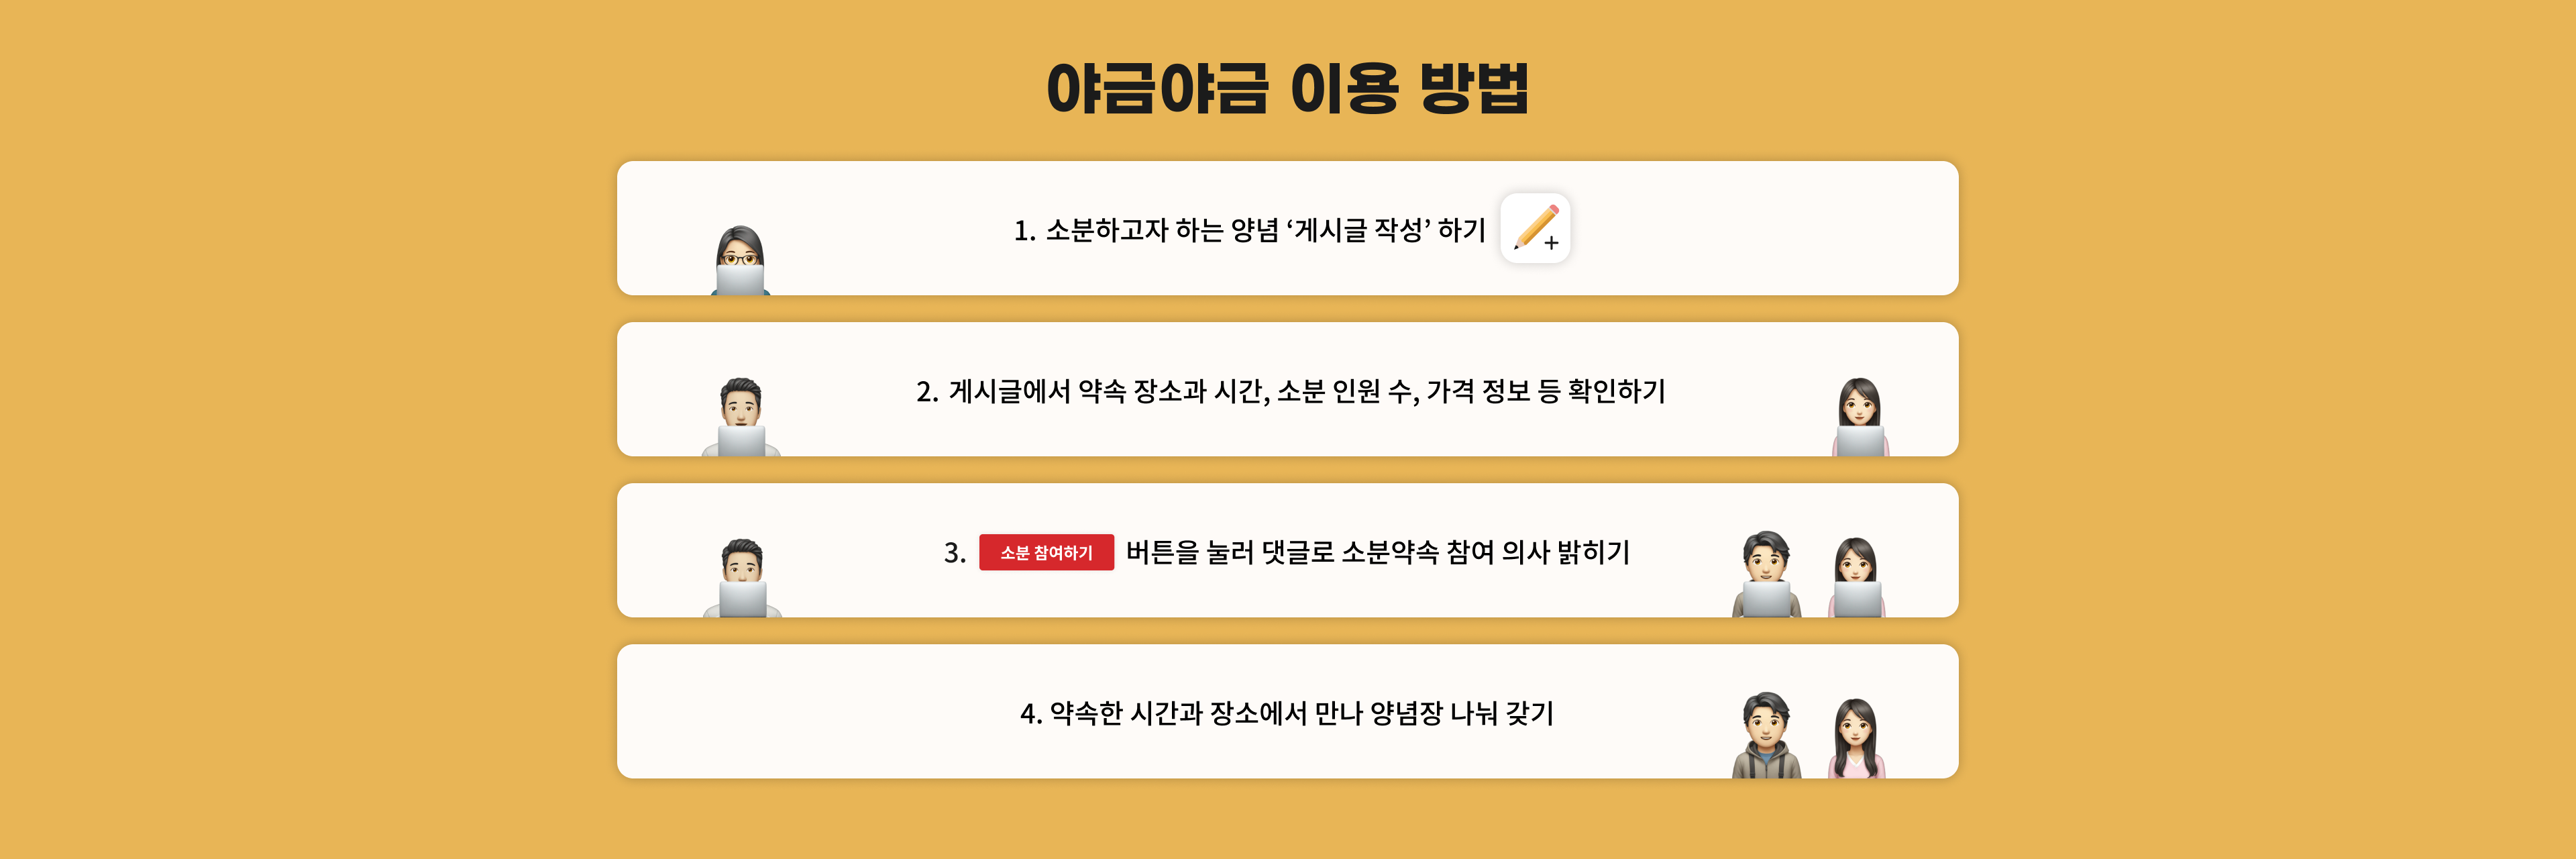 야금야금 이용 방법
1. 소분하고자 하는 양념 ‘게시글 작성’ 하기
2. 게시글에서 약속 장소과 시간, 소분 인원 수, 가격 정보 등 확인하기
3. 소분 참여하기 버튼을 눌러 댓글로 소분약속 참여 의사 밝히기
4. 약속한 시간과 장소에서 만나 양념장 나눠 갖기